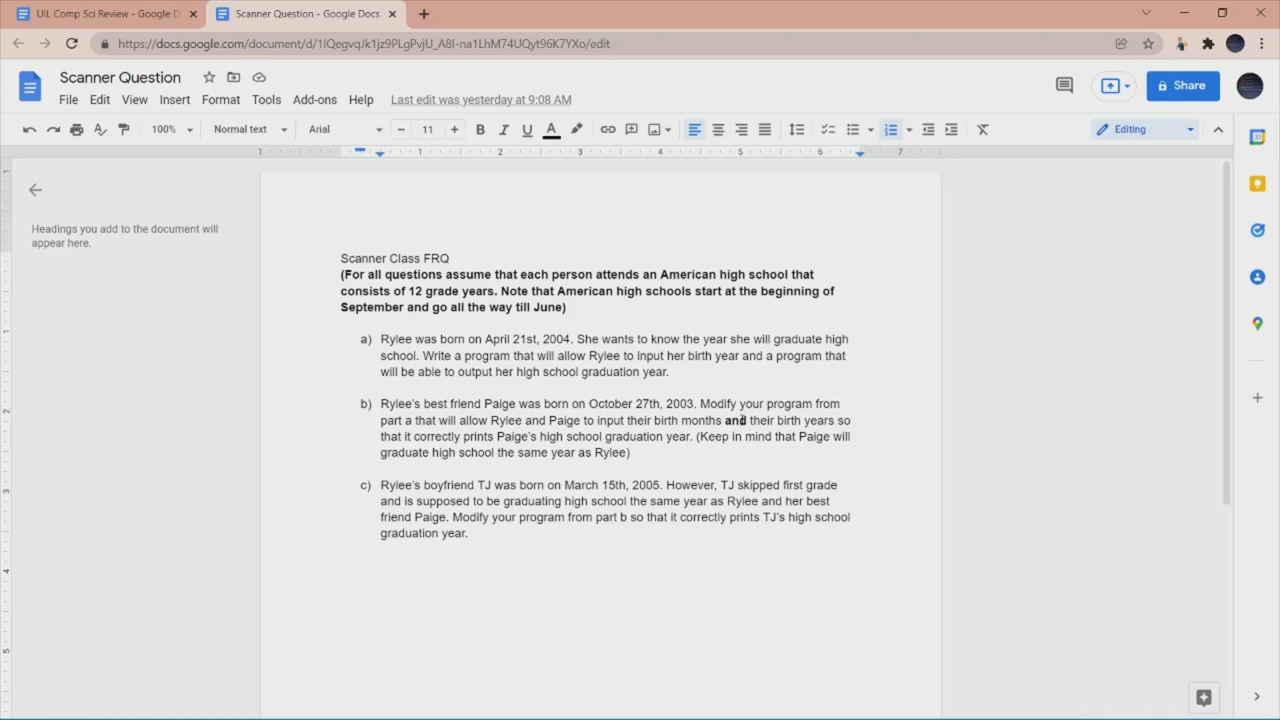 UIL Comp Sci Review - Google D
Scanner Question - Google Docs
https://docs.google.com/document/d/1IQegvqJk1jz9PLgPvjU_A8I-na1LhM74UQyt96K7YXo/edit
Scanner Question
Share
File Edit View Insert Format Tools Add-ons Help Last edit was yesterday at 9:08 AM
100% Normal text Arial 11 Editing
1 1 2 3 4 5 6 7
Headings you add to the document will
appear here.
Scanner Class FRQ
(For all questions assume that each person attends an American high school that
consists of 12 grade years. Note that American high schools start at the beginning of
September and go all the way till June)
a) Rylee was born on April 21st, 2004. She wants to know the year she will graduate high
school. Write a program that will allow Rylee to input her birth year and a program that
will be able to output her high school graduation year.
b) Rylee's best friend Paige was born on October 27th, 2003. Modify your program from
part a that will allow Rylee and Paige to input their birth months and their birth years so
that it correctly prints Paige's high school graduation year. (Keep in mind that Paige will
graduate high school the same year as Rylee)
c) Rylee's boyfriend TJ was born on March 15th, 2005. However, TJ skipped first grade
and is supposed to be graduating high school the same year as Rylee and her best
friend Paige. Modify your program from part b so that it correctly prints TJ's high school
graduation year.